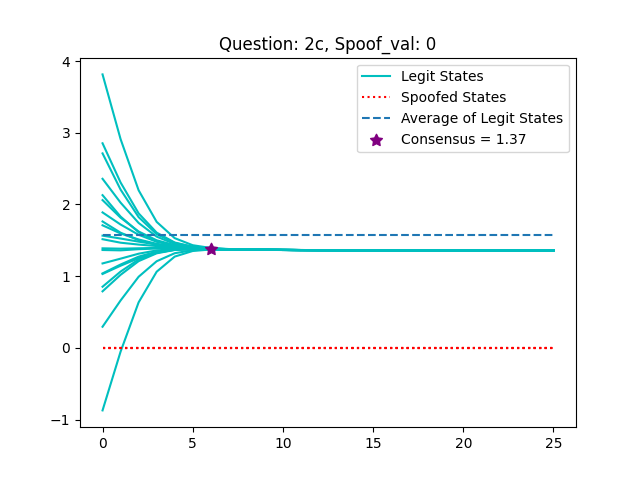 Question: 2c, Spoof_val: 0
Legit States
Spoofed States
Average of Legit States
Consensus = 1.37
4
3
2
1
0
−1
0 5 10 15 20 25